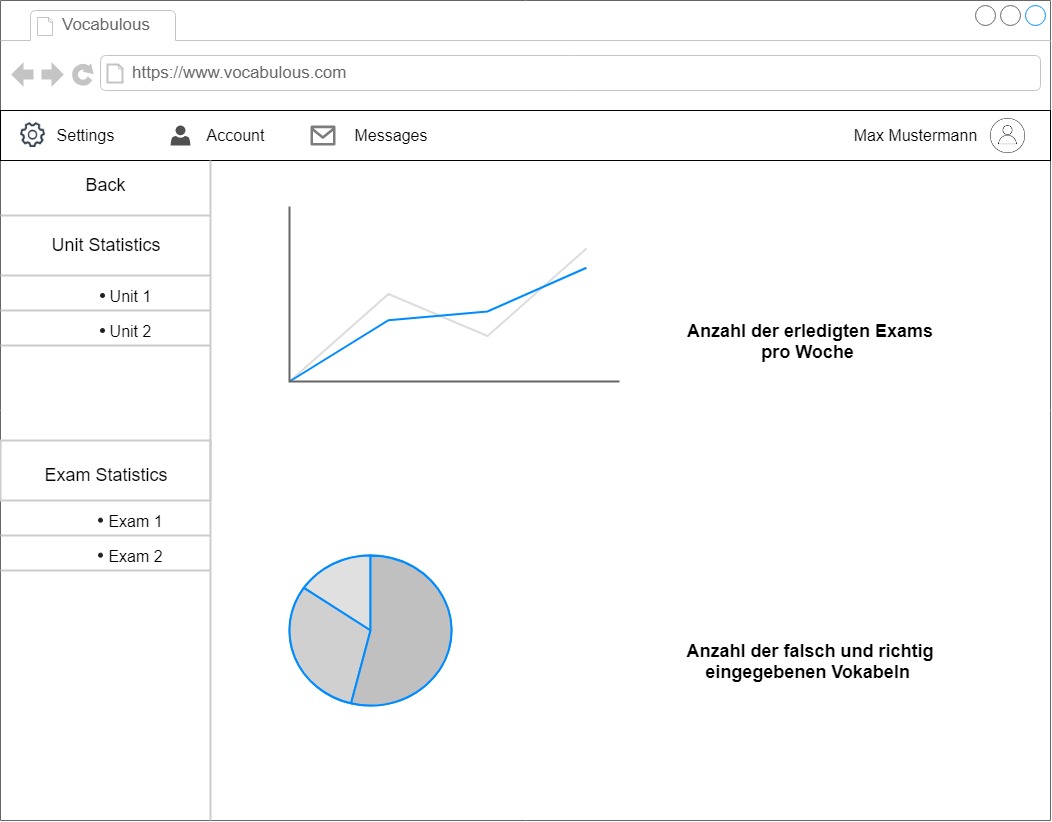 Vocabulous
https://www.vocabulous.com
Settings
Account
Messages
Max Mustermann
Back
Unit Statistics
• Unit 1
• Unit 2
Anzahl der erledigten Exams
pro Woche
Exam Statistics
• Exam 1
• Exam 2
Anzahl der falsch und richtig
eingegebenen Vokabeln